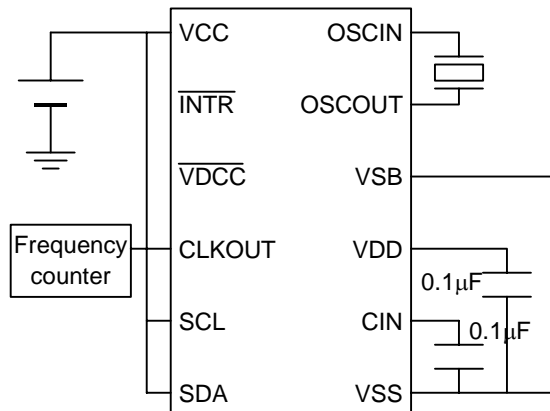 VCC
OSCIN
INTR
OSCOUT
VDCC
VSB
Frequency
counter
CLKOUT
VDD
0.1μF
SCL
CIN
0.1μF
SDA
VSS